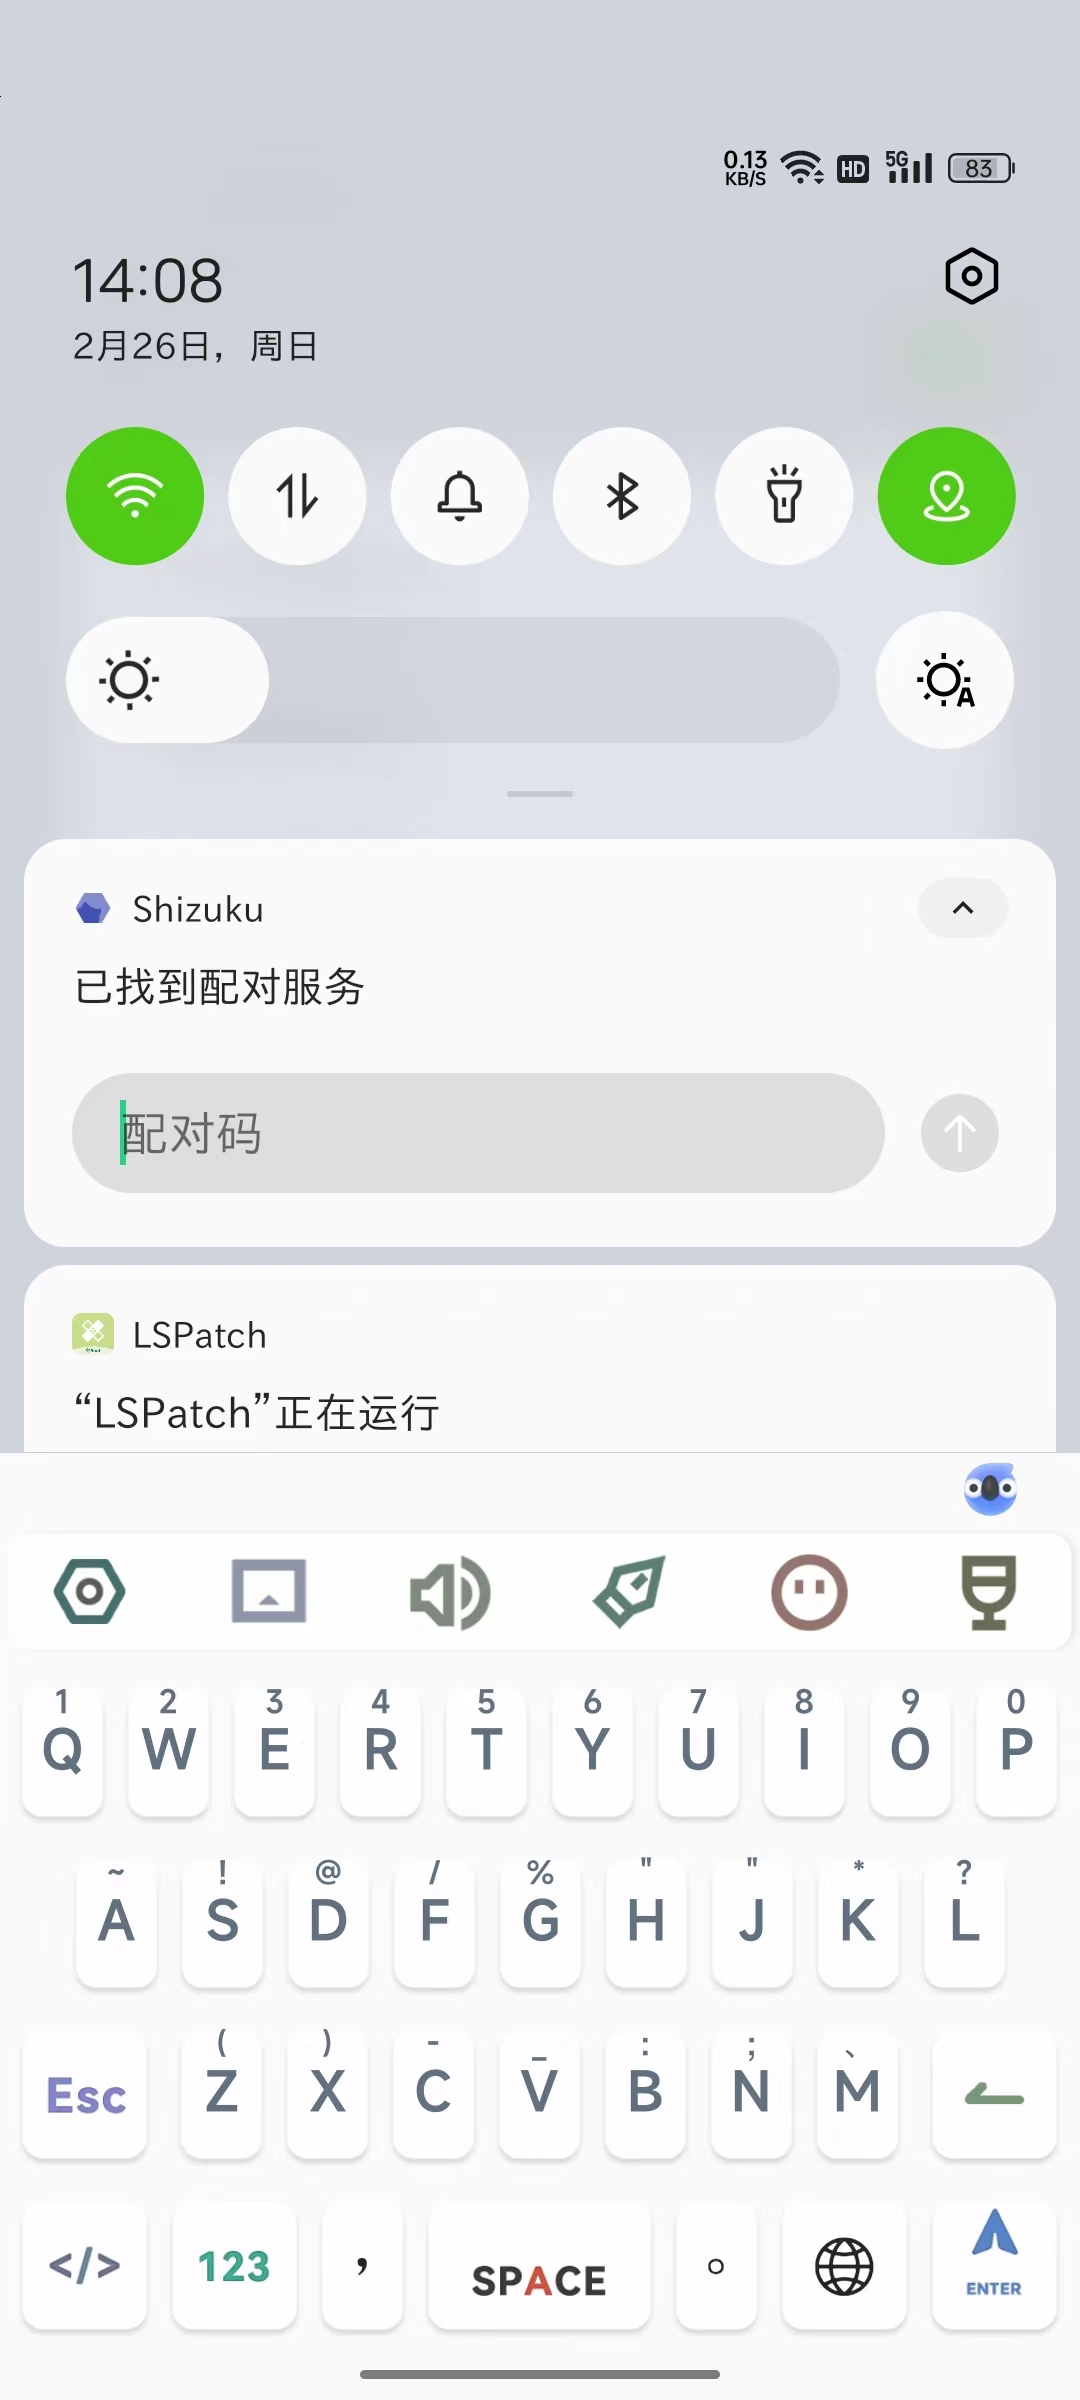 0.13
KB/S
HD
5G
83
14:08
2月26日，周日
A
Shizuku
已找到配对服务
配对码
LSPatch
“LSPatch”正在运行
1 2 3 4 5 6 7 8 9 0
Q W E R T Y U I O P
~ ! @ / % " " * ?
A S D F G H J K L
( ) - _ : ; 、
Esc Z X C V B N M
</> 123 , SPACE 。 ENTER